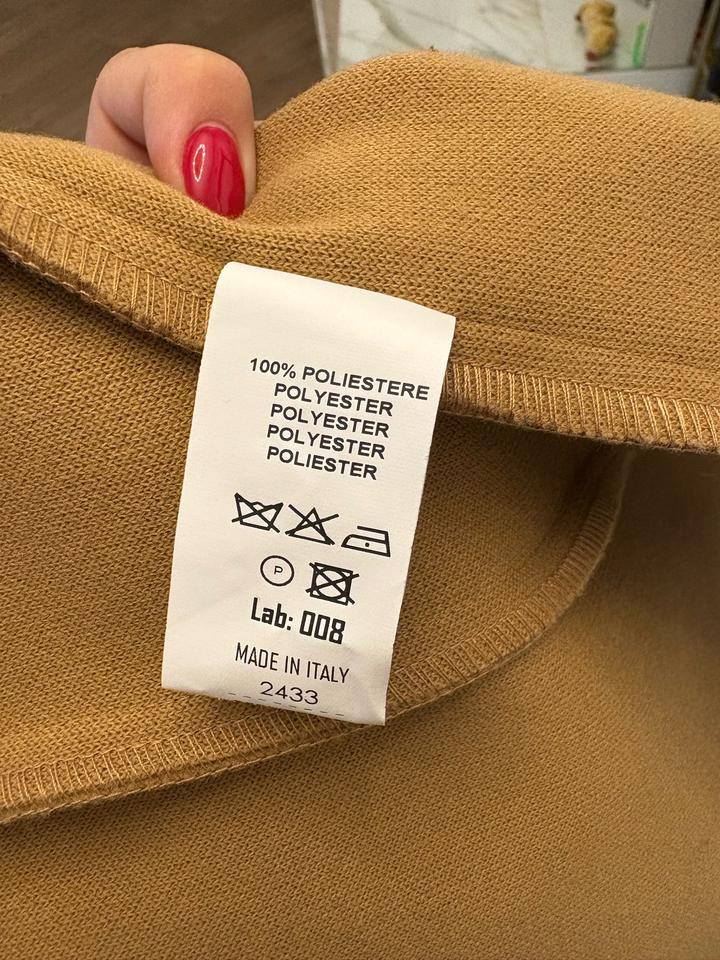 100% POLIESTERE
POLYESTER
POLYESTER
POLYESTER
POLIESTER
P
Lab: 008
MADE IN ITALY
2433